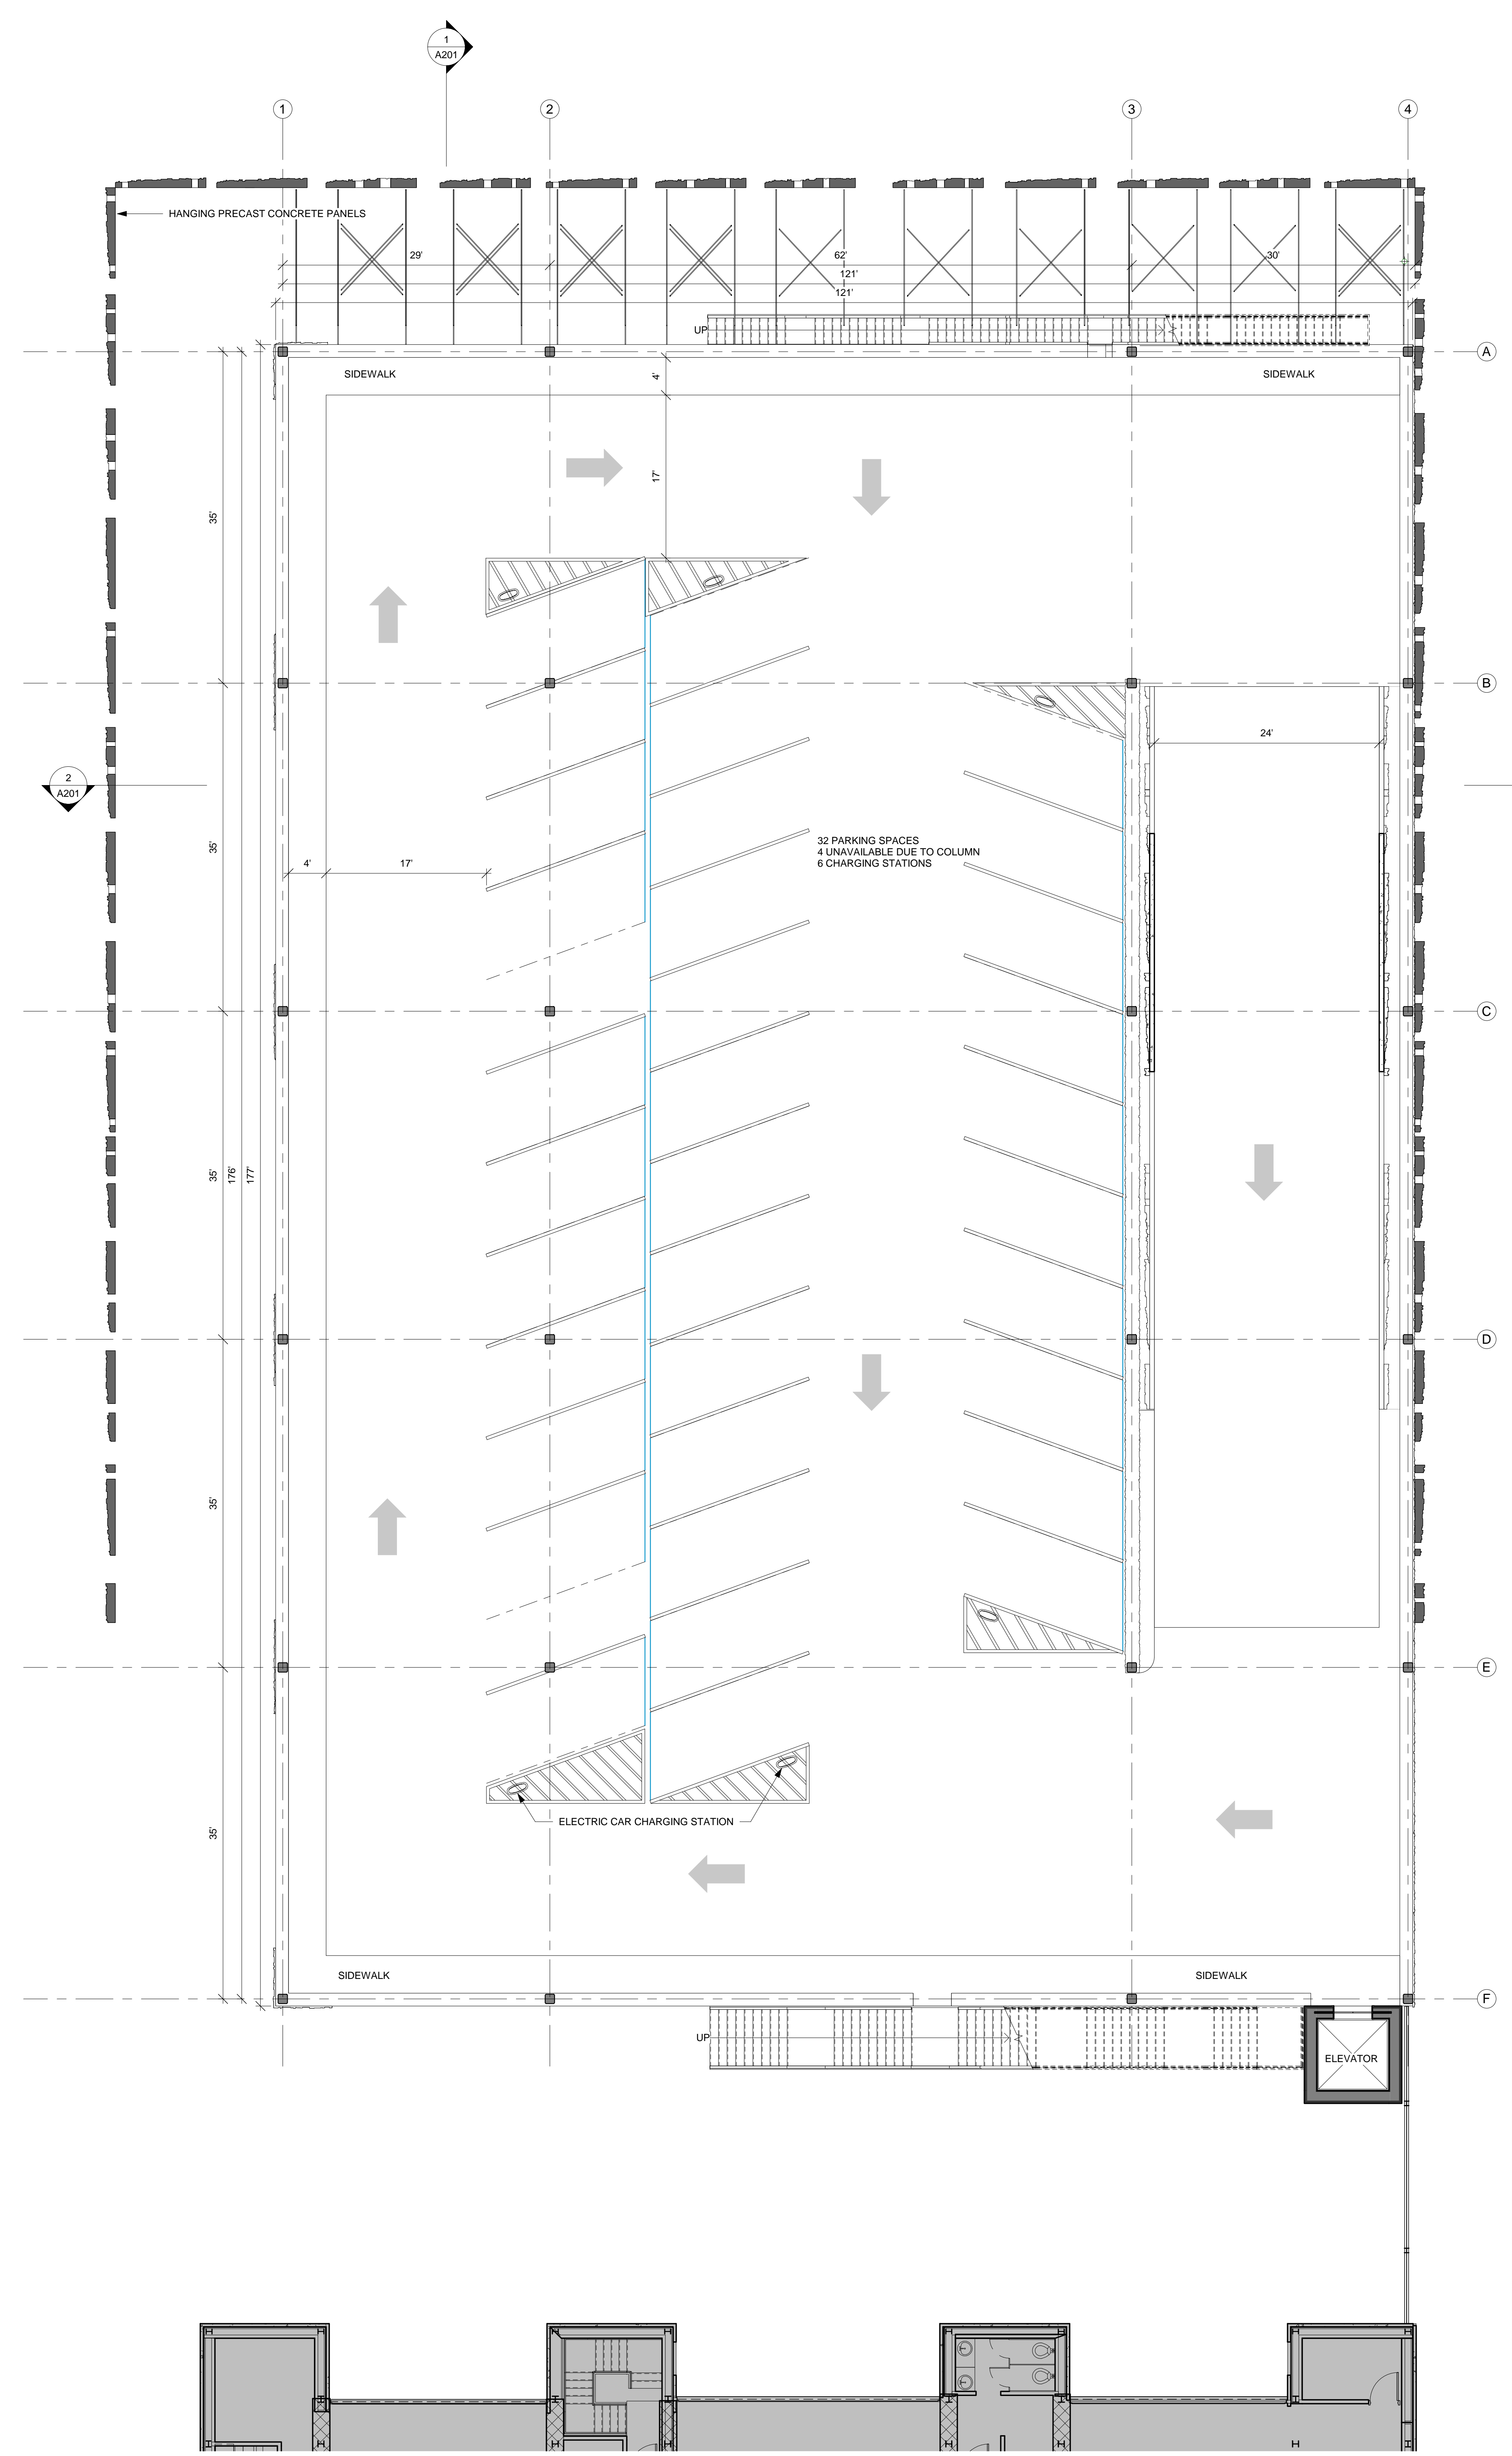 1
A201
1
2
3
4
HANGING PRECAST CONCRETE PANELS
29'
62'
30'
121'
121'
UP
A
SIDEWALK
4'
SIDEWALK
17'
35'
B
24'
2
A201
32 PARKING SPACES
4 UNAVAILABLE DUE TO COLUMN
6 CHARGING STATIONS
35'
4'
17'
C
35'
176'
177'
D
35'
E
ELECTRIC CAR CHARGING STATION
35'
SIDEWALK
SIDEWALK
F
UP
ELEVATOR